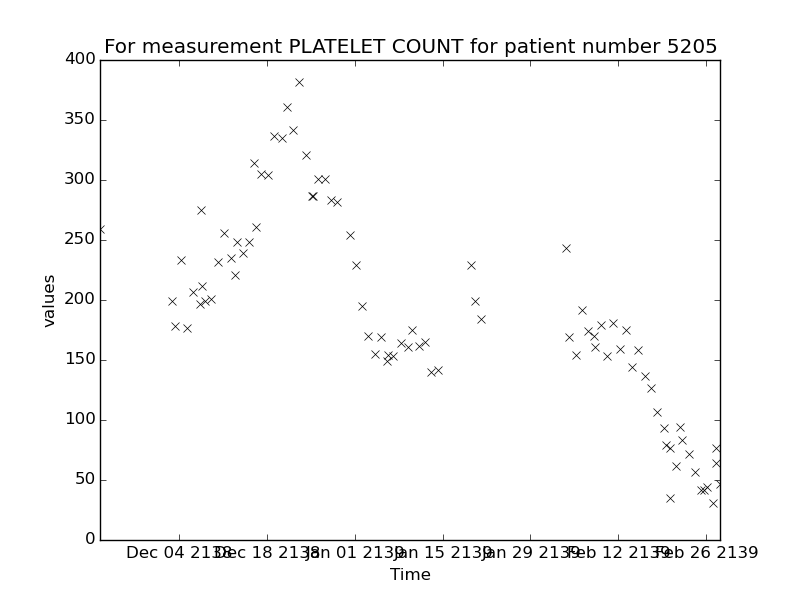 For measurement PLATELET COUNT for patient number 5205
400
350
300
250
200
150
100
50
0
values
Dec 04 2138 Dec 18 2138 Jan 01 2139 Jan 15 2139 Jan 29 2139 Feb 12 2139 Feb 26 2139
Time